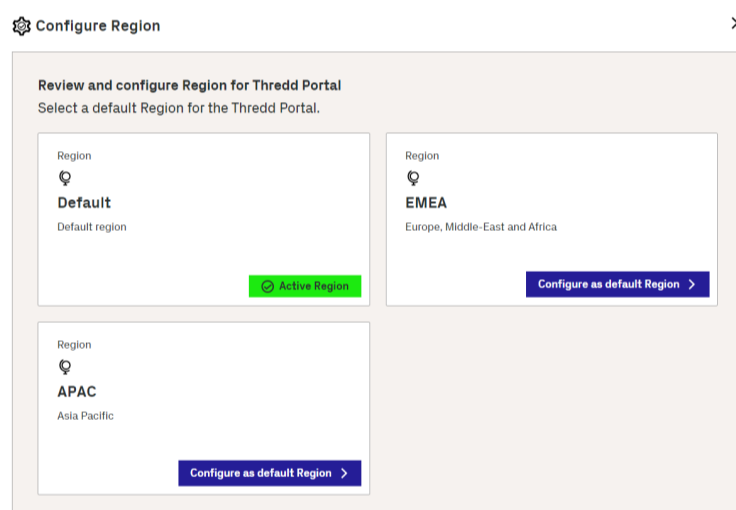 Configure Region
Review and configure Region for Thredd Portal
Select a default Region for the Thredd Portal.
Region
Default
Default region
Active Region
Region
EMEA
Europe, Middle-East and Africa
Configure as default Region
Region
APAC
Asia Pacific
Configure as default Region